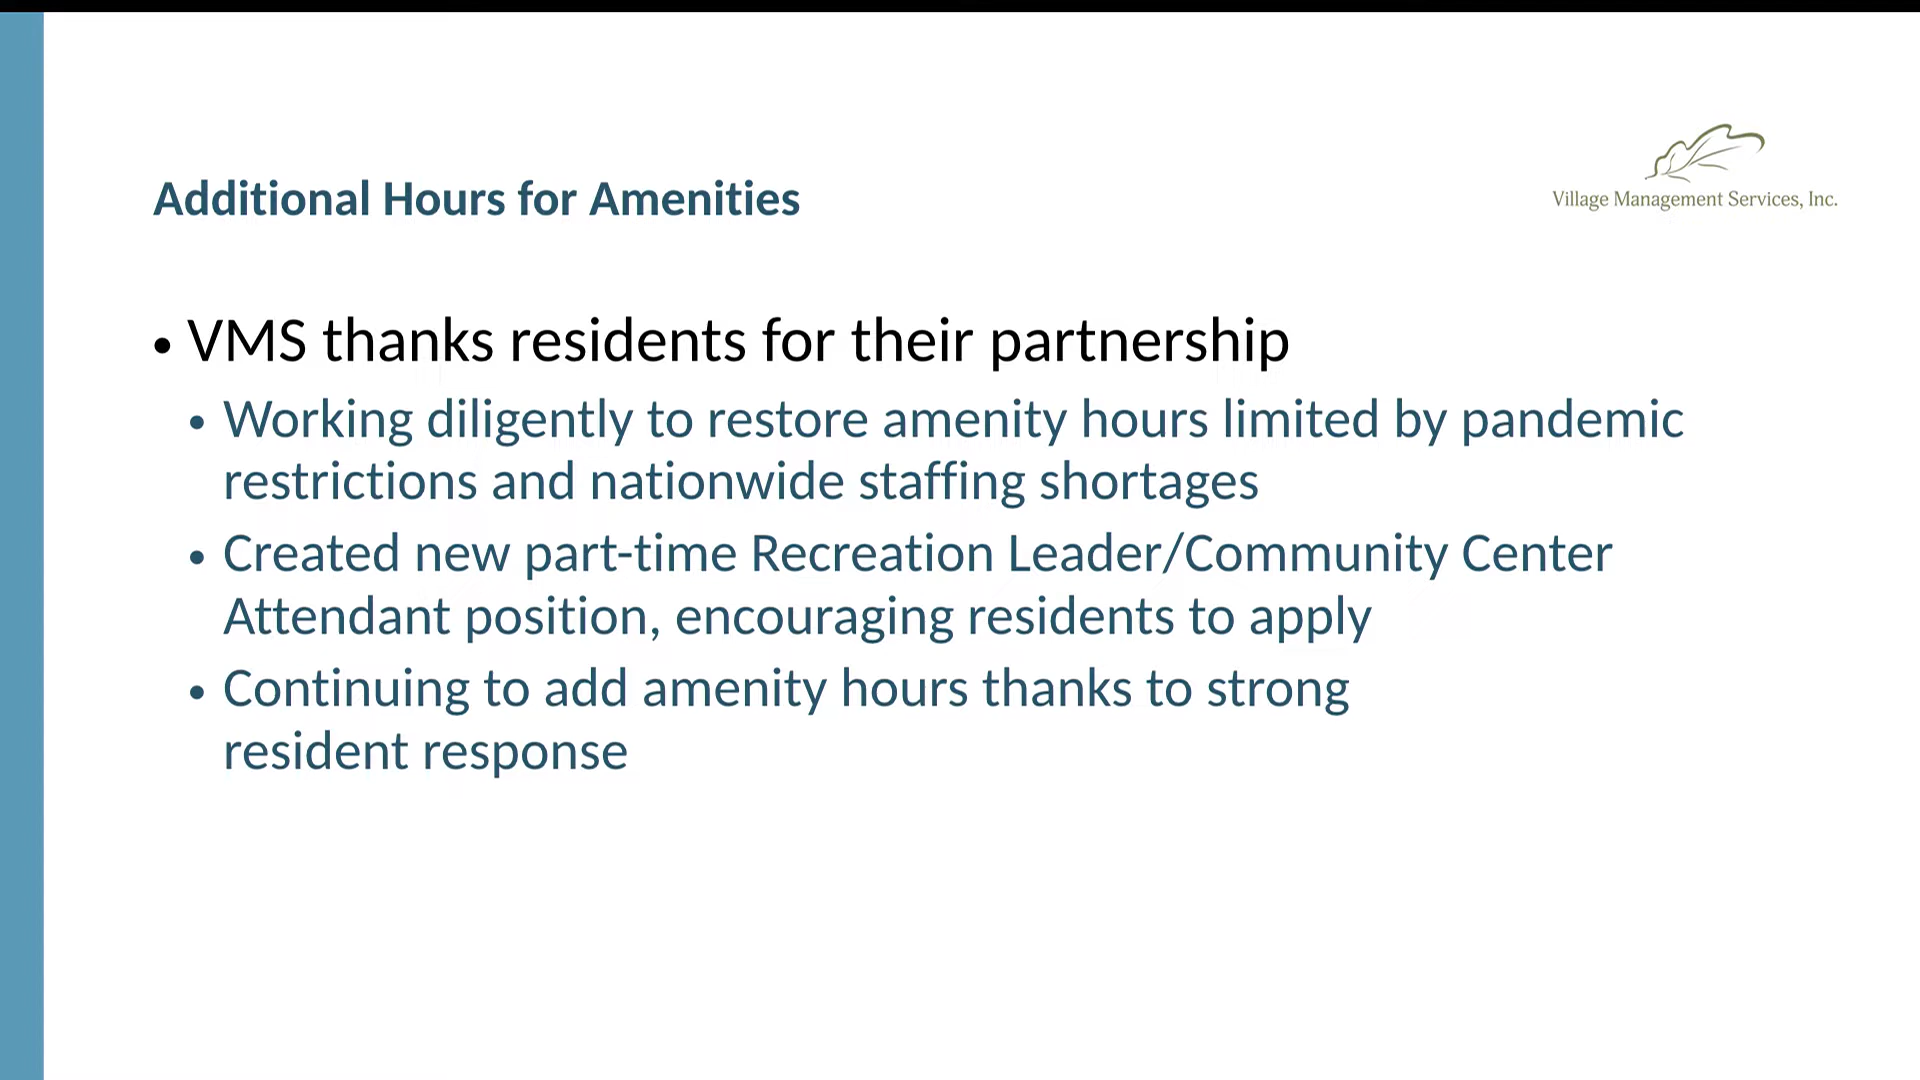 Village Management Services, Inc.
Additional Hours for Amenities
• VMS thanks residents for their partnership
• Working diligently to restore amenity hours limited by pandemic
restrictions and nationwide staffing shortages
• Created new part-time Recreation Leader/Community Center
Attendant position, encouraging residents to apply
• Continuing to add amenity hours thanks to strong
resident response